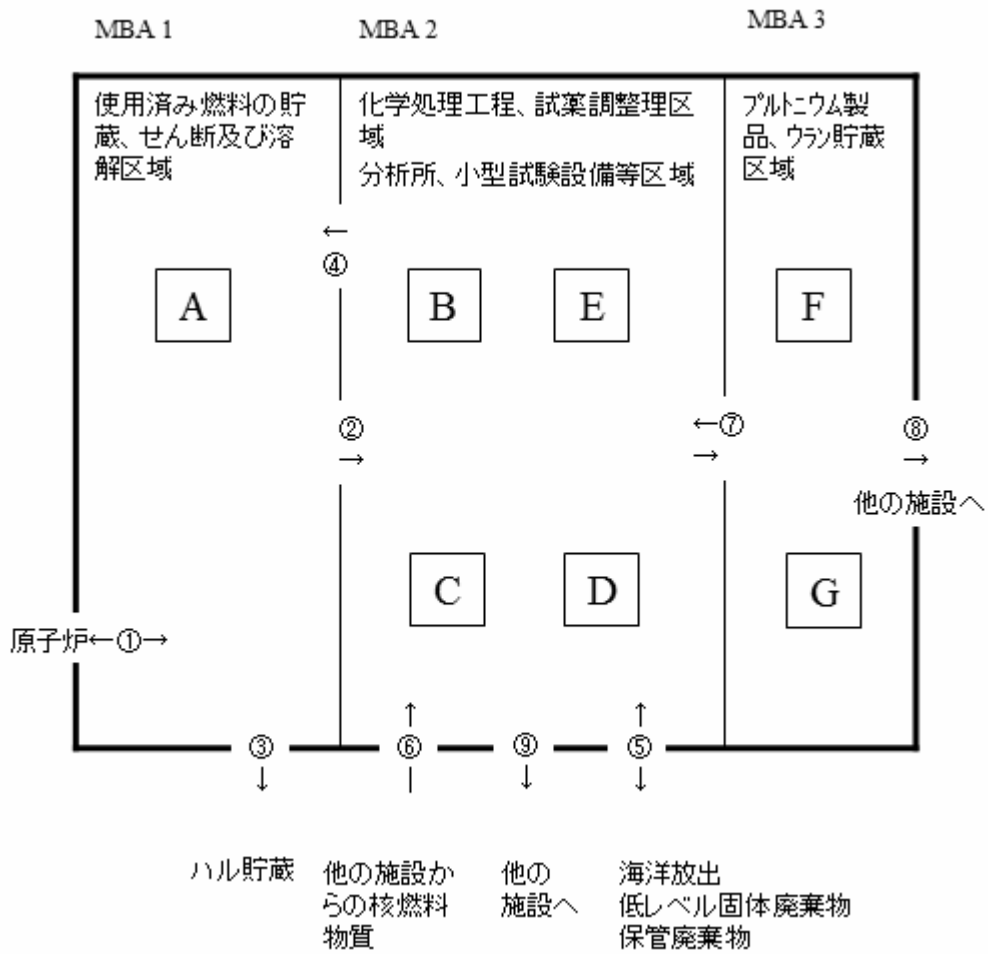 MBA 1
MBA 2
MBA 3
使用済み燃料の貯
蔵、せん断及び溶
解区域
化学処理工程、試薬調整理区
域
分析所、小型試験設備等区域
プルトニウム製
品、ウラン貯蔵
区域
←
④
A
B
E
F
②
→
←⑦
→
⑧
→
他の施設へ
C
D
G
原子炉←①→
↑
↑
③
⑥
⑨
⑤
↓
↓
↓
ハル貯蔵
他の施設か
らの核燃料
物質
他の
施設へ
海洋放出
低レベル固体廃棄物
保管廃棄物